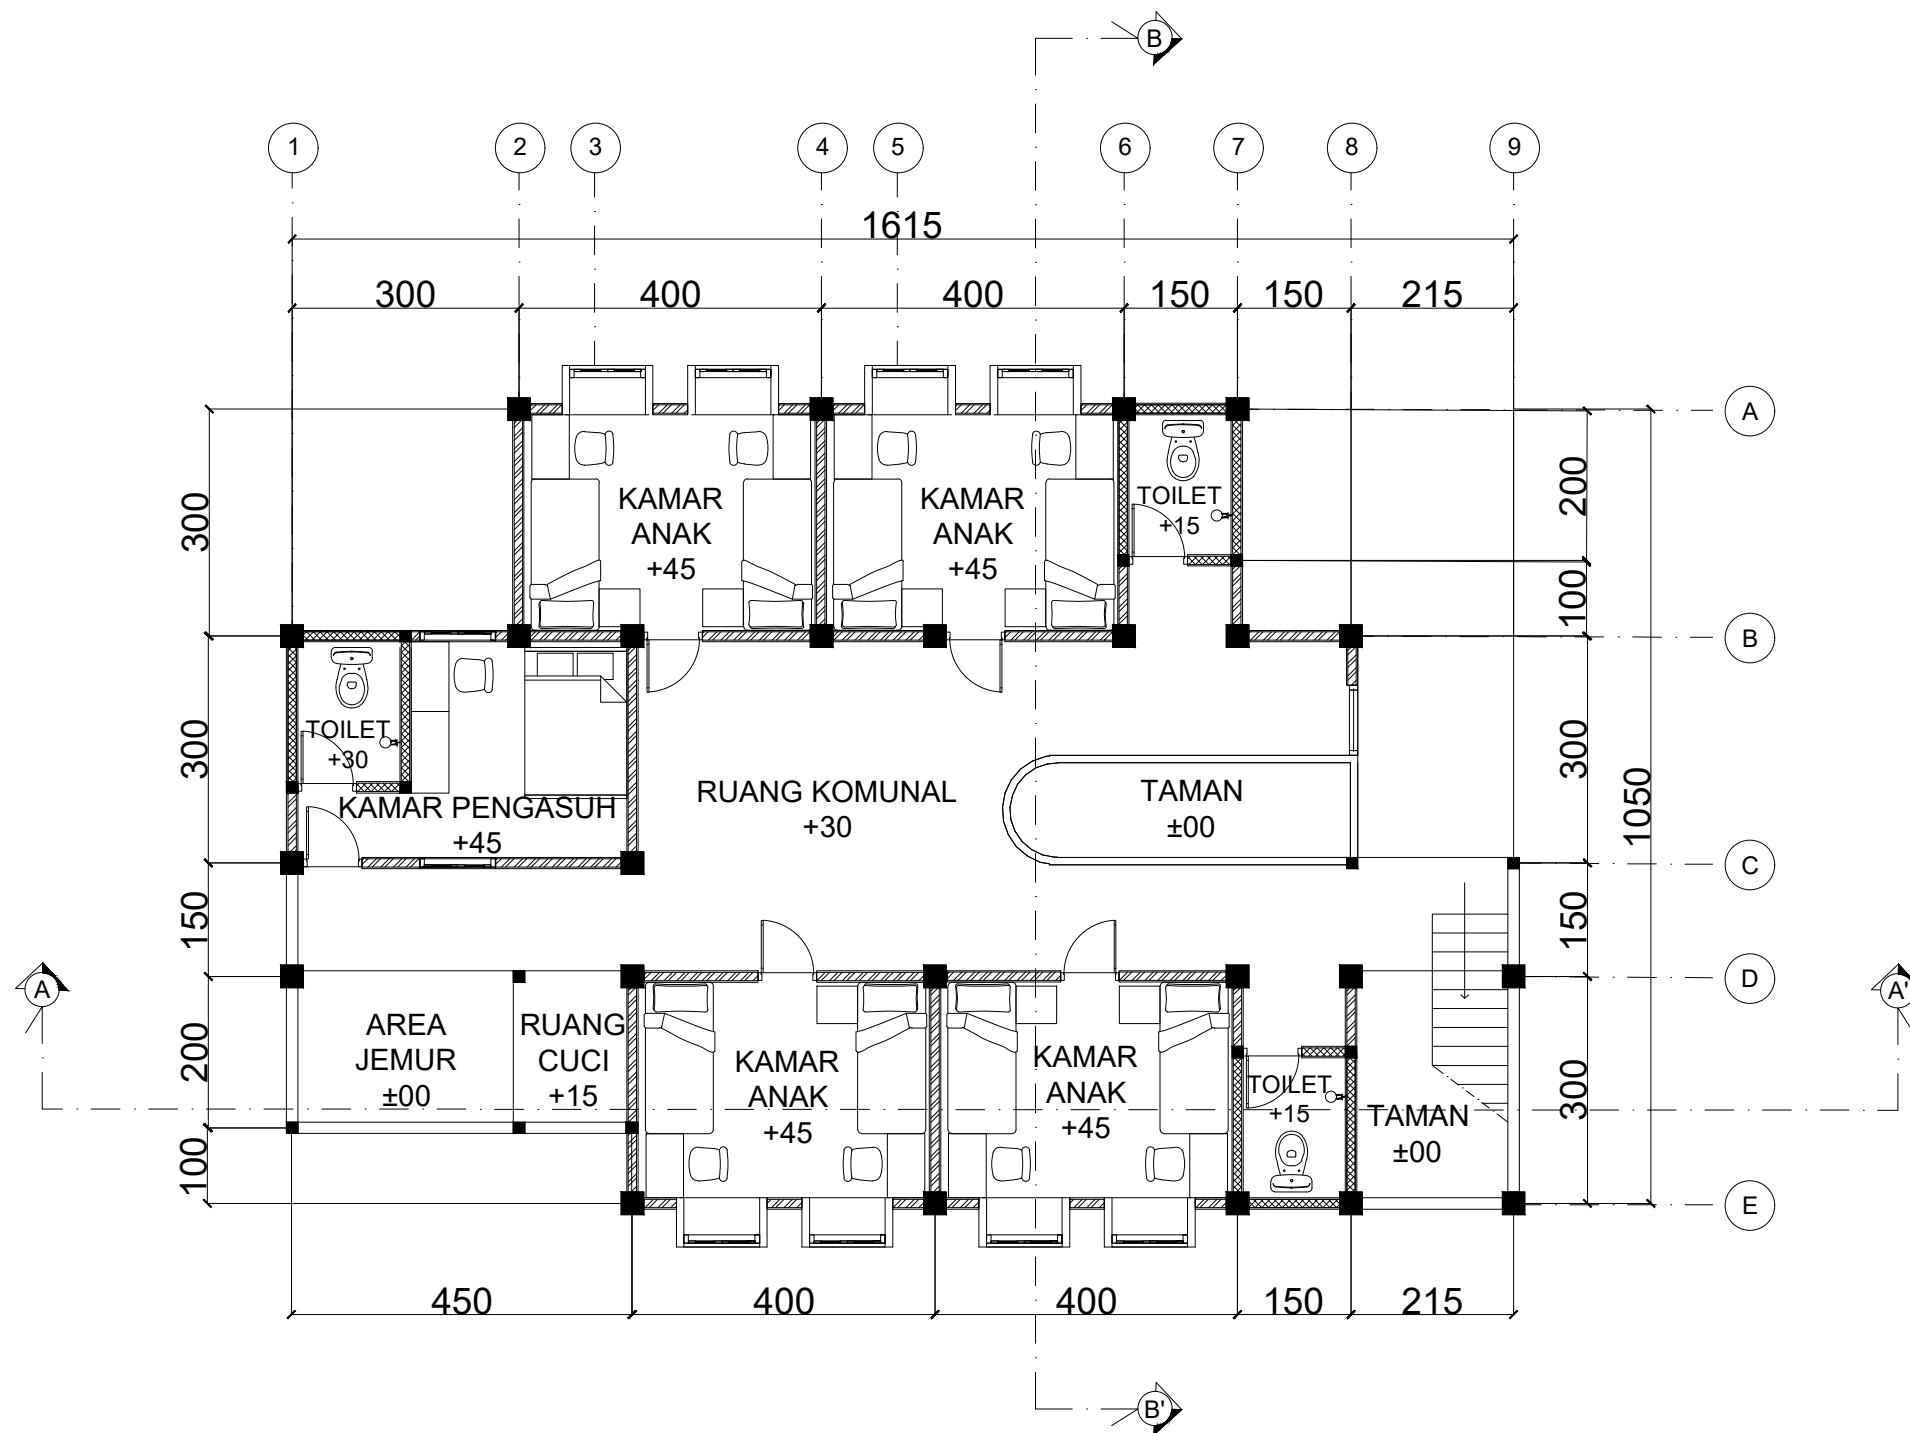 B
1
2
3
4
5
6
7
8
9
1615
300
400
400
150
150
215
A
B
C
D
E
300
300
150
200
100
200
100
300
150
300
1050
KAMAR
ANAK
+45
KAMAR
ANAK
+45
TOILET
+15
TOILET
+30
KAMAR PENGASUH
+45
RUANG KOMUNAL
+30
TAMAN
±00
A
A'
AREA
JEMUR
±00
RUANG
CUCI
+15
KAMAR
ANAK
+45
KAMAR
ANAK
+45
TOILET
+15
TAMAN
±00
450
400
400
150
215
B'